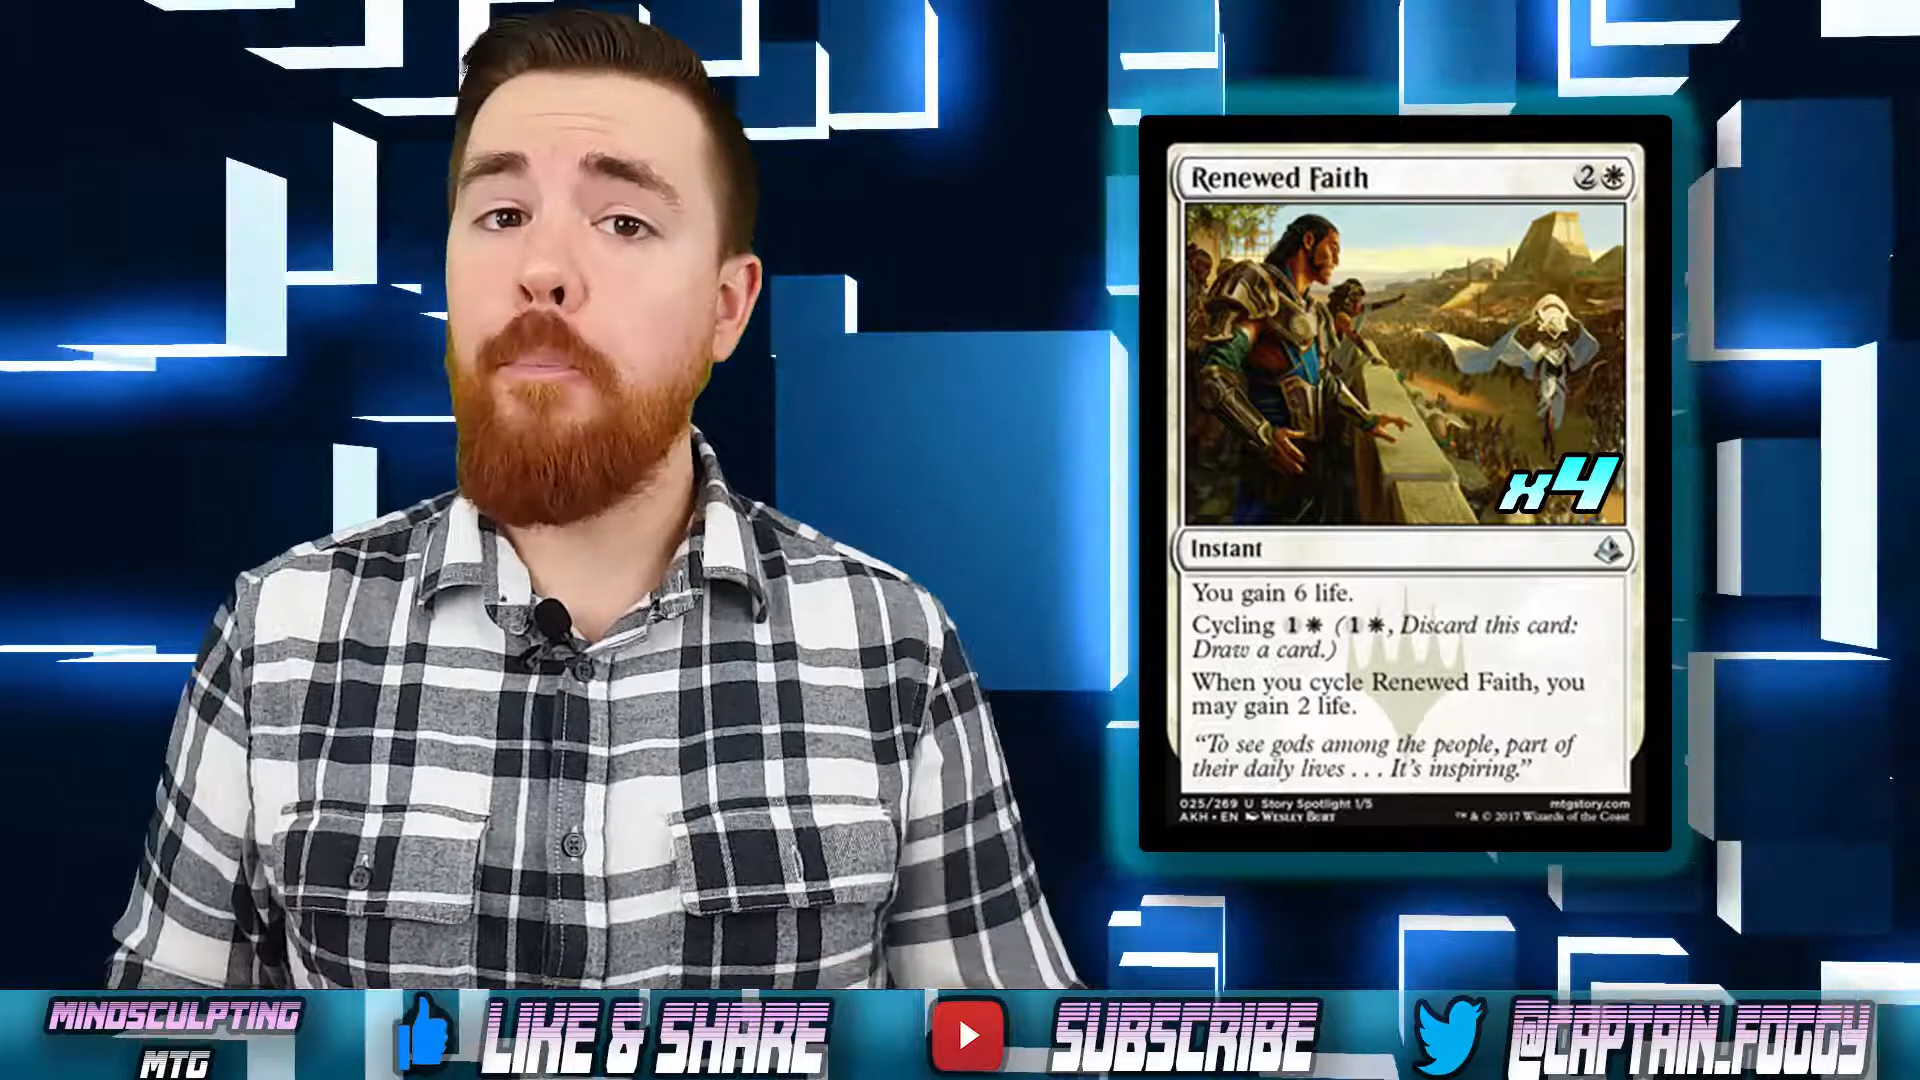 Renewed Faith 2
x4
Instant
You gain 6 life.
Cycling 1 (1, Discard this card:
Draw a card.)
When you cycle Renewed Faith, you
may gain 2 life.
“To see gods among the people, part of
their daily lives . . . It’s inspiring.”
025/269 U Story Spotlight 1/5
mtgstory.com
AKH • EN Wesley Burt
™ & © 2017 Wizards of the Coast
MINDSCULPTING
MTG
LIKE & SHARE
SUBSCRIBE
@CAPTAIN_FOGGY